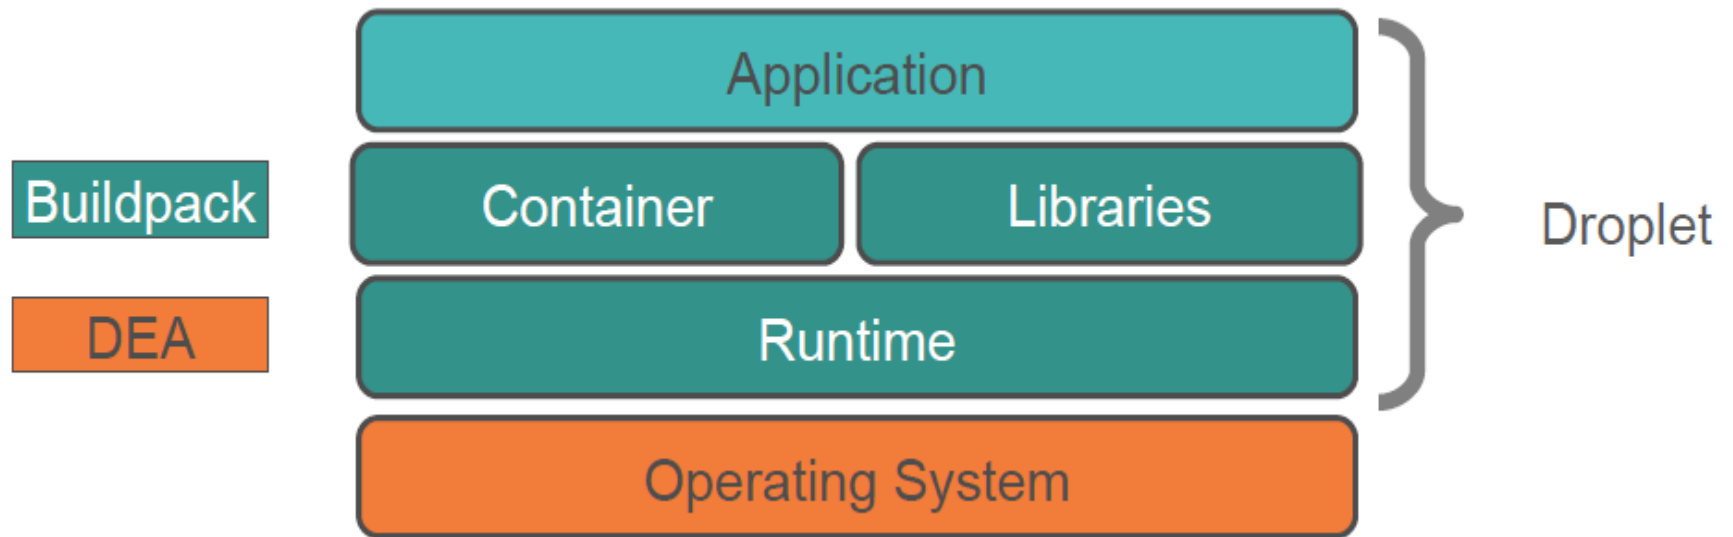 Application
Buildpack
Container
Libraries
Droplet
DEA
Runtime
Operating System